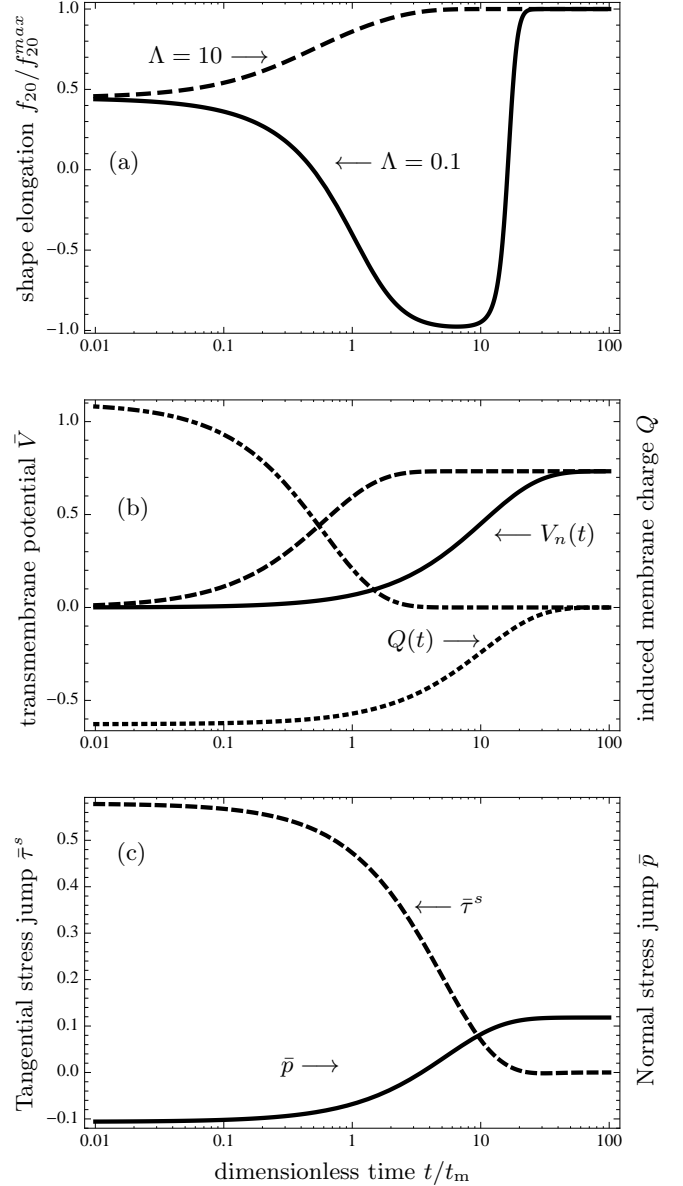 shape elongation f₂₀/f₂₀ᵐᵃˣ
1.0
0.5
0.0
−0.5
−1.0
Λ = 10 →
(a)
← Λ = 0.1
0.01 0.1 1 10 100
transmembrane potential V̄
induced membrane charge Q
1.0
0.5
0.0
−0.5
(b)
← Vₙ(t)
Q(t) →
0.01 0.1 1 10 100
Tangential stress jump τ̄ˢ
Normal stress jump p̄
0.5
0.4
0.3
0.2
0.1
0.0
−0.1
(c)
← τ̄ˢ
p̄ →
0.01 0.1 1 10 100
dimensionless time t/tₘ